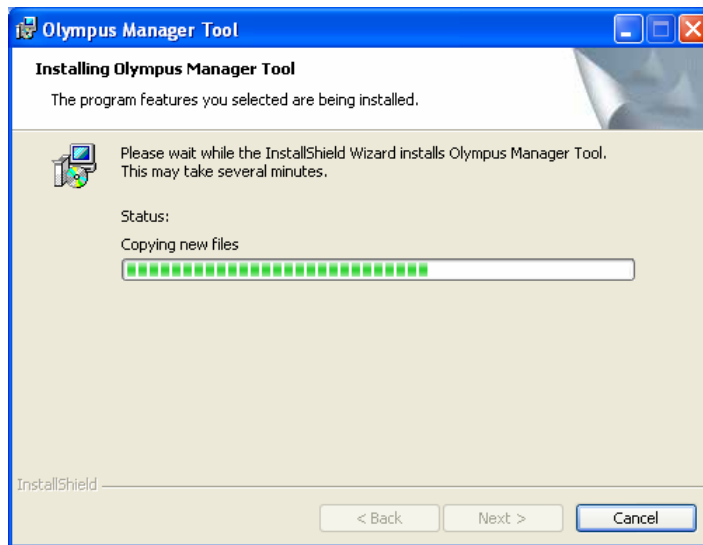 Olympus Manager Tool
Installing Olympus Manager Tool
The program features you selected are being installed.
Please wait while the InstallShield Wizard installs Olympus Manager Tool.
This may take several minutes.
Status:
Copying new files
InstallShield
< Back
Next >
Cancel